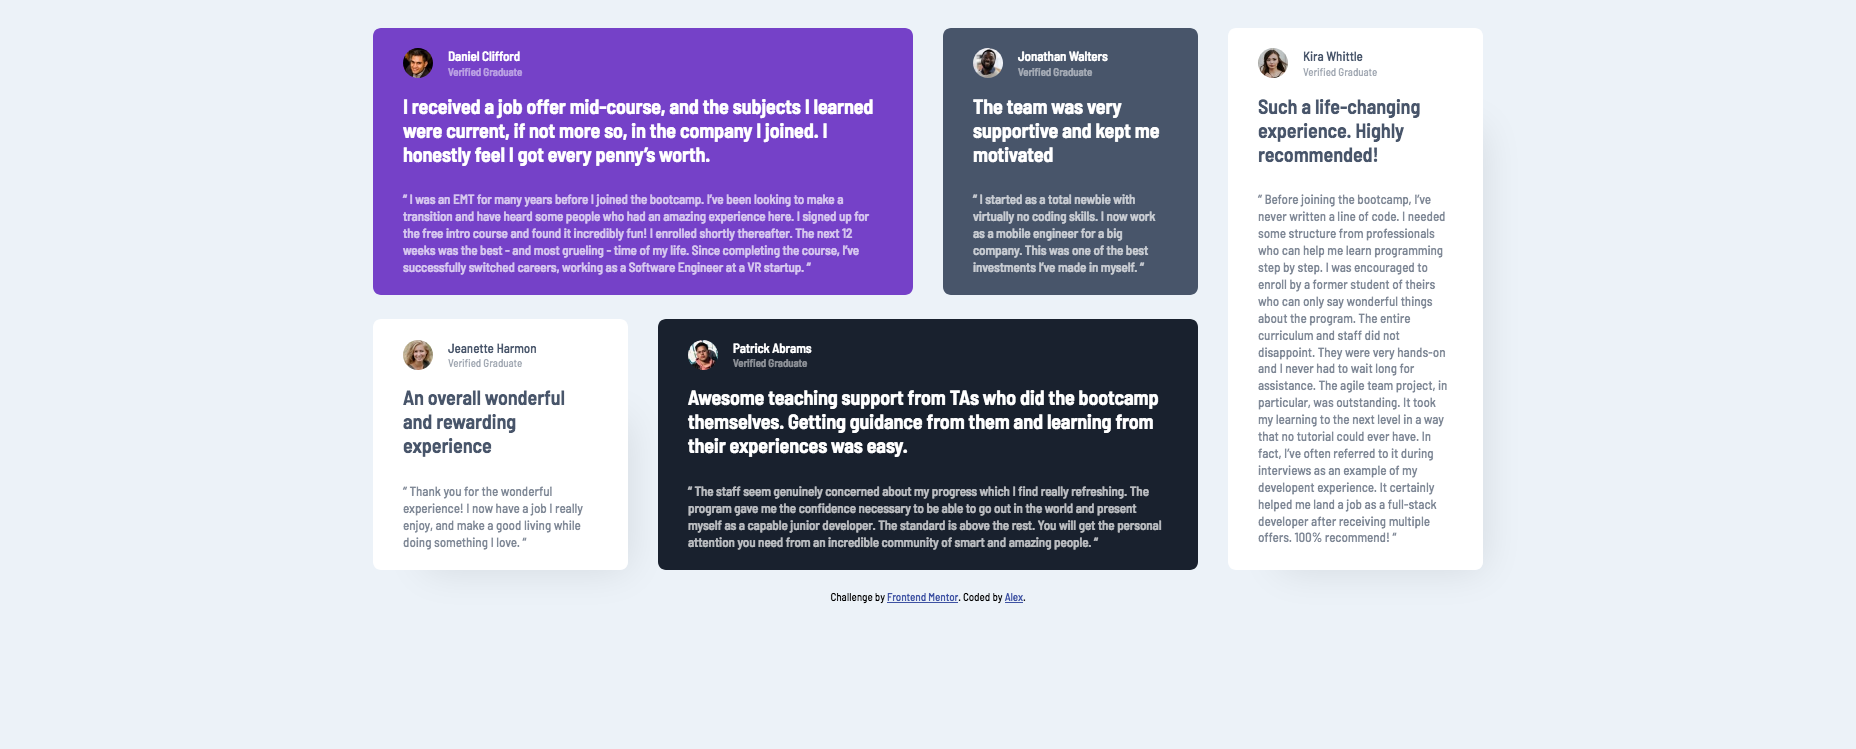 Daniel Clifford
Verified Graduate
I received a job offer mid-course, and the subjects I learned
were current, if not more so, in the company I joined. I
honestly feel I got every penny’s worth.
“ I was an EMT for many years before I joined the bootcamp. I’ve been looking to make a
transition and have heard some people who had an amazing experience here. I signed up for
the free intro course and found it incredibly fun! I enrolled shortly thereafter. The next 12
weeks was the best - and most grueling - time of my life. Since completing the course, I’ve
successfully switched careers, working as a Software Engineer at a VR startup. “
Jonathan Walters
Verified Graduate
The team was very
supportive and kept me
motivated
“ I started as a total newbie with
virtually no coding skills. I now work
as a mobile engineer for a big
company. This was one of the best
investments I’ve made in myself. “
Kira Whittle
Verified Graduate
Such a life-changing
experience. Highly
recommended!
“ Before joining the bootcamp, I’ve
never written a line of code. I needed
some structure from professionals
who can help me learn programming
step by step. I was encouraged to
enroll by a former student of theirs
who can only say wonderful things
about the program. The entire
curriculum and staff did not
disappoint. They were very hands-on
and I never had to wait long for
assistance. The agile team project, in
particular, was outstanding. It took
my learning to the next level in a way
that no tutorial could ever have. In
fact, I’ve often referred to it during
interviews as an example of my
developent experience. It certainly
helped me land a job as a full-stack
developer after receiving multiple
offers. 100% recommend! “
Jeanette Harmon
Verified Graduate
An overall wonderful
and rewarding
experience
“ Thank you for the wonderful
experience! I now have a job I really
enjoy, and make a good living while
doing something I love. “
Patrick Abrams
Verified Graduate
Awesome teaching support from TAs who did the bootcamp
themselves. Getting guidance from them and learning from
their experiences was easy.
“ The staff seem genuinely concerned about my progress which I find really refreshing. The
program gave me the confidence necessary to be able to go out in the world and present
myself as a capable junior developer. The standard is above the rest. You will get the personal
attention you need from an incredible community of smart and amazing people. “
Challenge by Frontend Mentor. Coded by Alex.